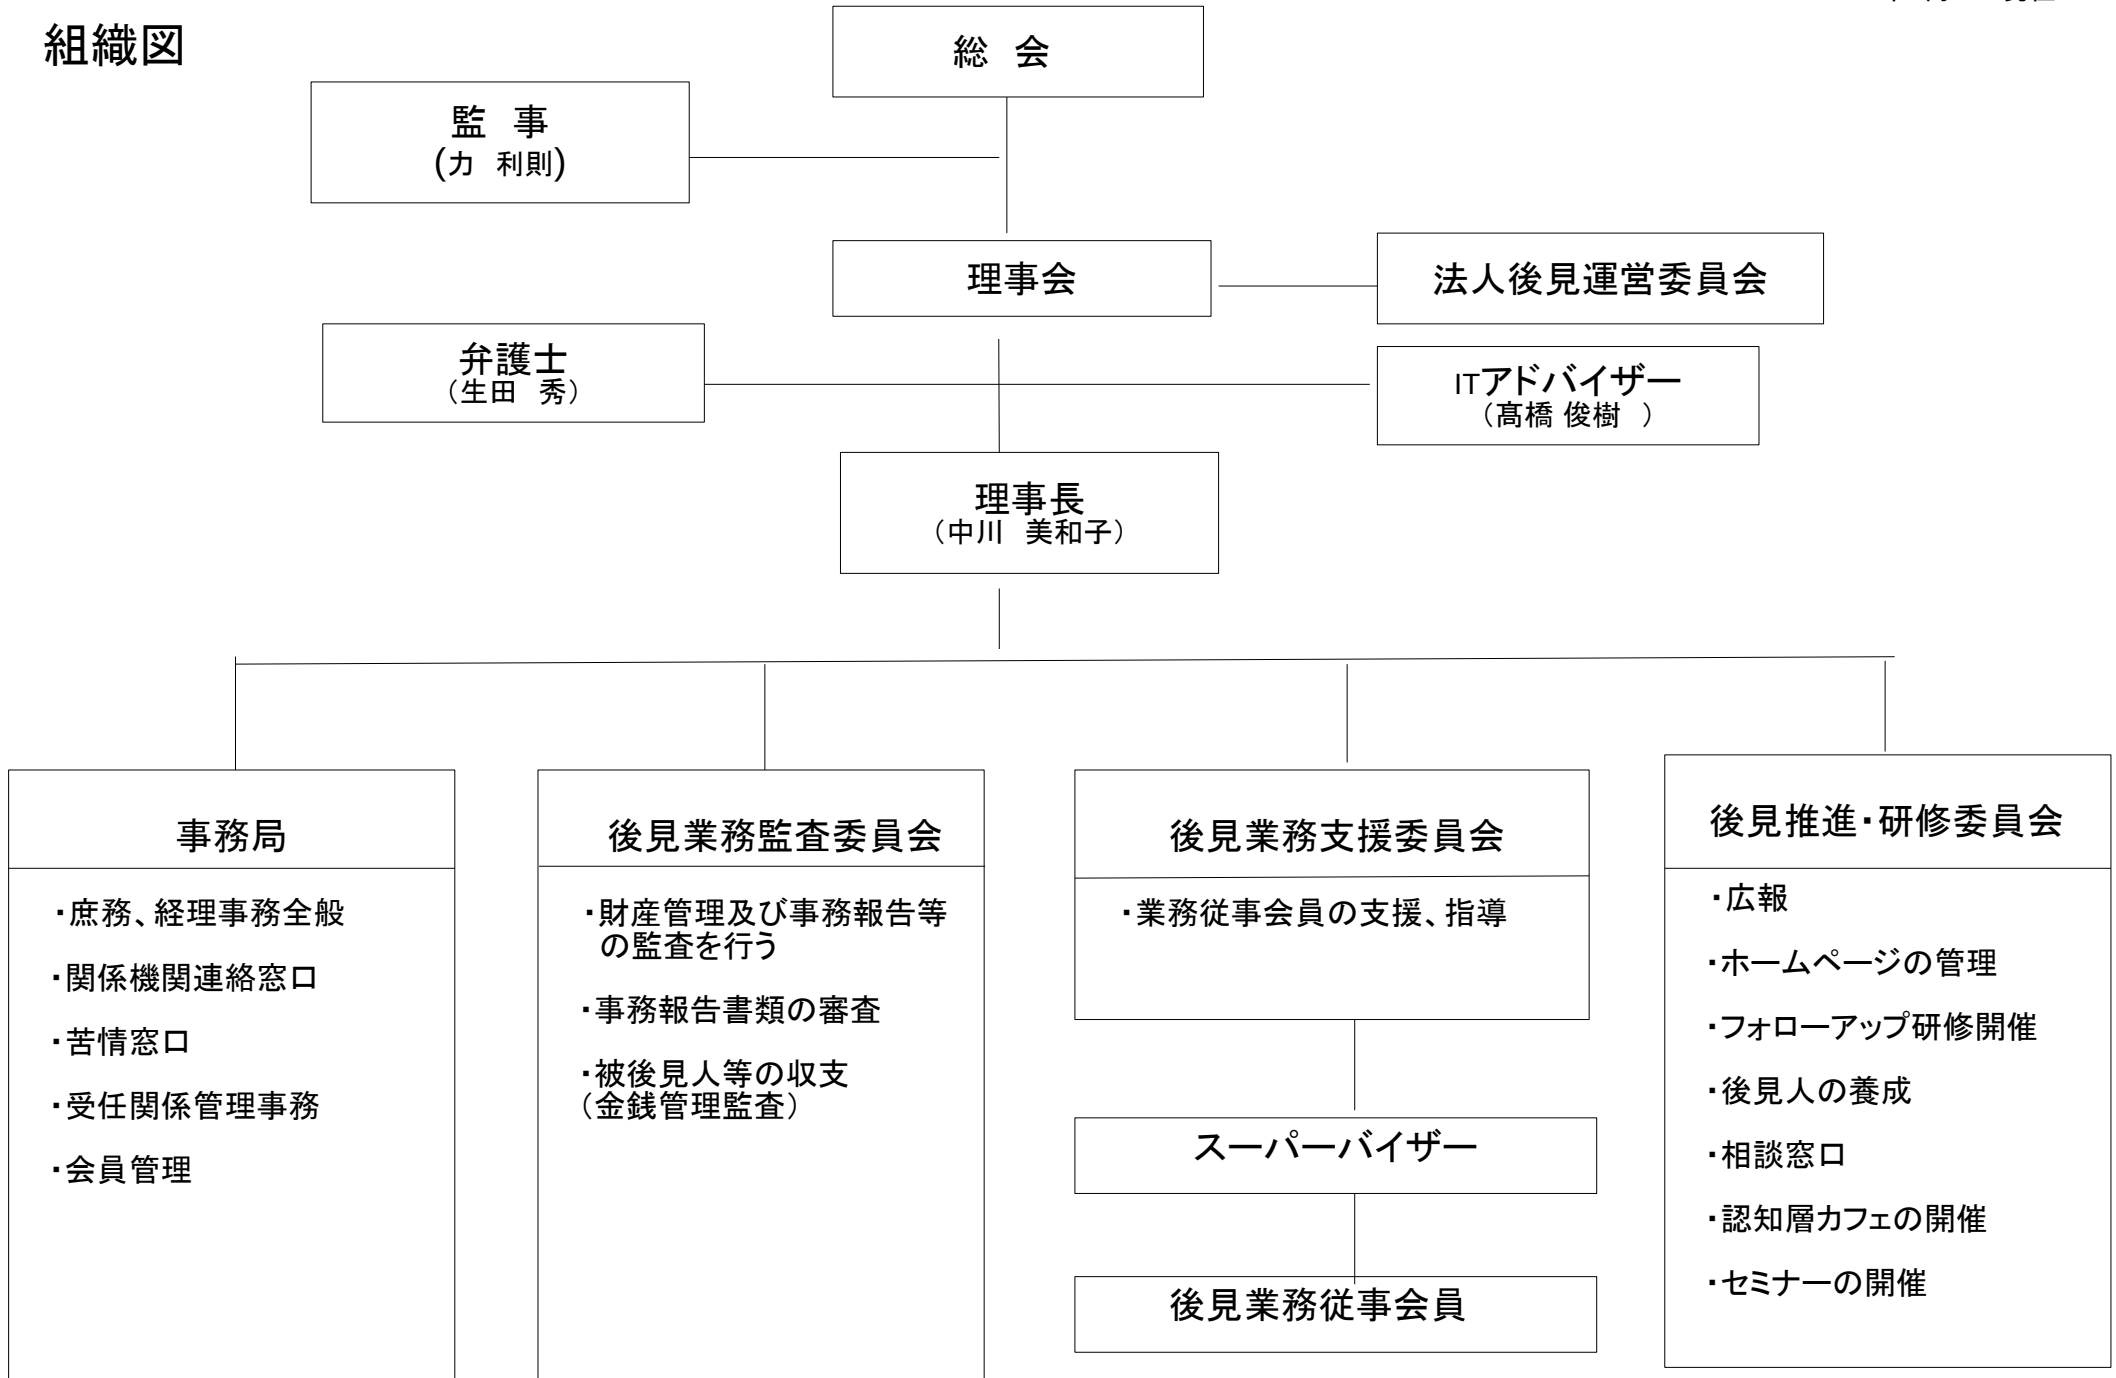 組織図
総 会
監 事
(力 利則)
理事会
法人後見運営委員会
弁護士
（生田 秀）
ITアドバイザー
（髙橋 俊樹 ）
理事長
（中川 美和子）
事務局
・庶務、経理事務全般
・関係機関連絡窓口
・苦情窓口
・受任関係管理事務
・会員管理
後見業務監査委員会
・財産管理及び事務報告等
の監査を行う
・事務報告書類の審査
・被後見人等の収支
（金銭管理監査）
後見業務支援委員会
・業務従事会員の支援、指導
スーパーバイザー
後見業務従事会員
後見推進・研修委員会
・広報
・ホームページの管理
・フォローアップ研修開催
・後見人の養成
・相談窓口
・認知層カフェの開催
・セミナーの開催